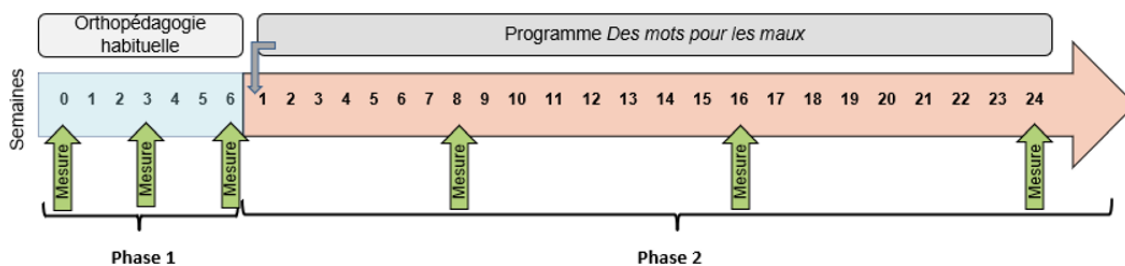 Orthopédagogie
habituelle
Programme Des mots pour les maux
Semaines
0 1 2 3 4 5 6 1 2 3 4 5 6 7 8 9 10 11 12 13 14 15 16 17 18 19 20 21 22 23 24
Mesure Mesure Mesure Mesure Mesure Mesure
Phase 1 Phase 2